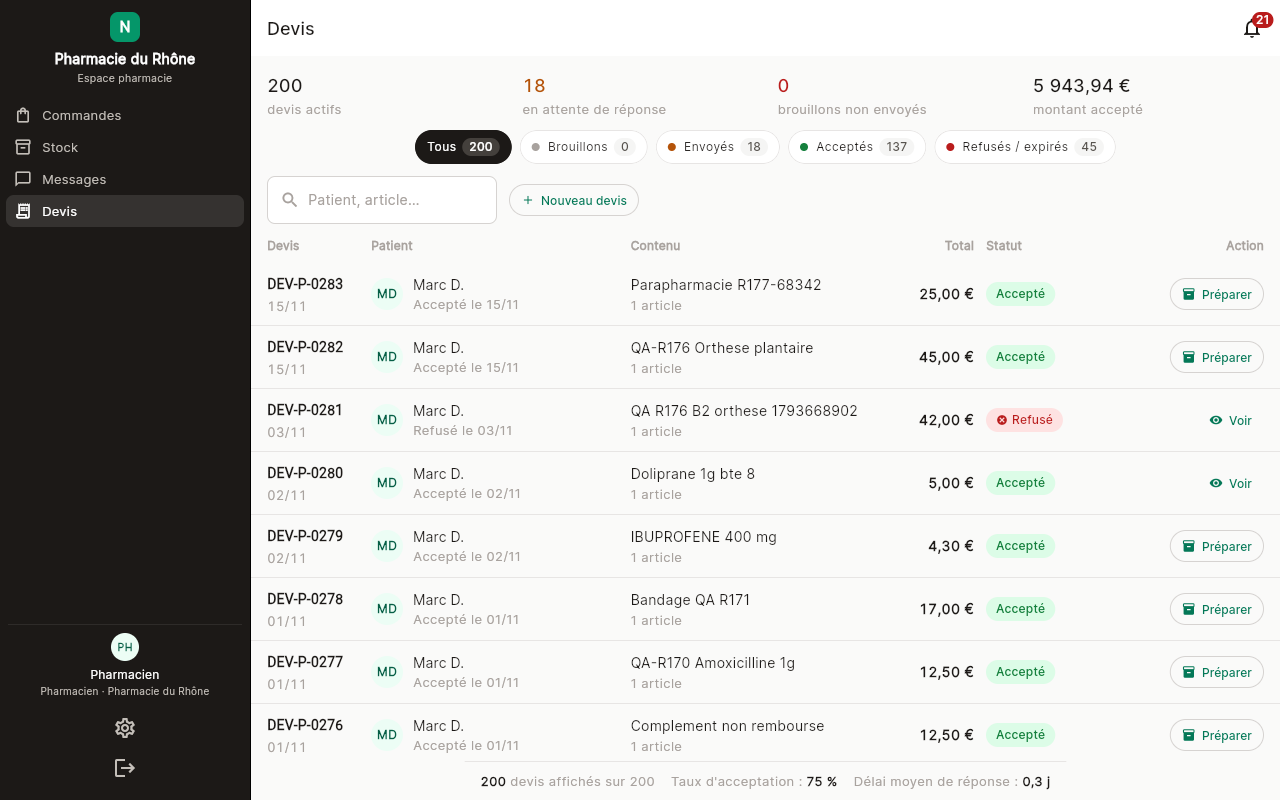 N
Pharmacie du Rhône
Espace pharmacie
Commandes
Stock
Messages
Devis
PH
Pharmacien
Pharmacien · Pharmacie du Rhône
Devis
21
200
devis actifs
18
en attente de réponse
0
brouillons non envoyés
5 943,94 €
montant accepté
Tous 200
Brouillons 0
Envoyés 18
Acceptés 137
Refusés / expirés 45
Patient, article...
+ Nouveau devis
Devis Patient Contenu Total Statut Action
DEV-P-0283 MD Marc D. Parapharmacie R177-68342 25,00 € Accepté Préparer
15/11 Accepté le 15/11 1 article
DEV-P-0282 MD Marc D. QA-R176 Orthese plantaire 45,00 € Accepté Préparer
15/11 Accepté le 15/11 1 article
DEV-P-0281 MD Marc D. QA R176 B2 orthese 1793668902 42,00 € Refusé Voir
03/11 Refusé le 03/11 1 article
DEV-P-0280 MD Marc D. Doliprane 1g bte 8 5,00 € Accepté Voir
02/11 Accepté le 02/11 1 article
DEV-P-0279 MD Marc D. IBUPROFENE 400 mg 4,30 € Accepté Préparer
02/11 Accepté le 02/11 1 article
DEV-P-0278 MD Marc D. Bandage QA R171 17,00 € Accepté Préparer
01/11 Accepté le 01/11 1 article
DEV-P-0277 MD Marc D. QA-R170 Amoxicilline 1g 12,50 € Accepté Préparer
01/11 Accepté le 01/11 1 article
DEV-P-0276 MD Marc D. Complement non rembourse 12,50 € Accepté Préparer
01/11 Accepté le 01/11 1 article
200 devis affichés sur 200 Taux d'acceptation : 75 % Délai moyen de réponse : 0,3 j